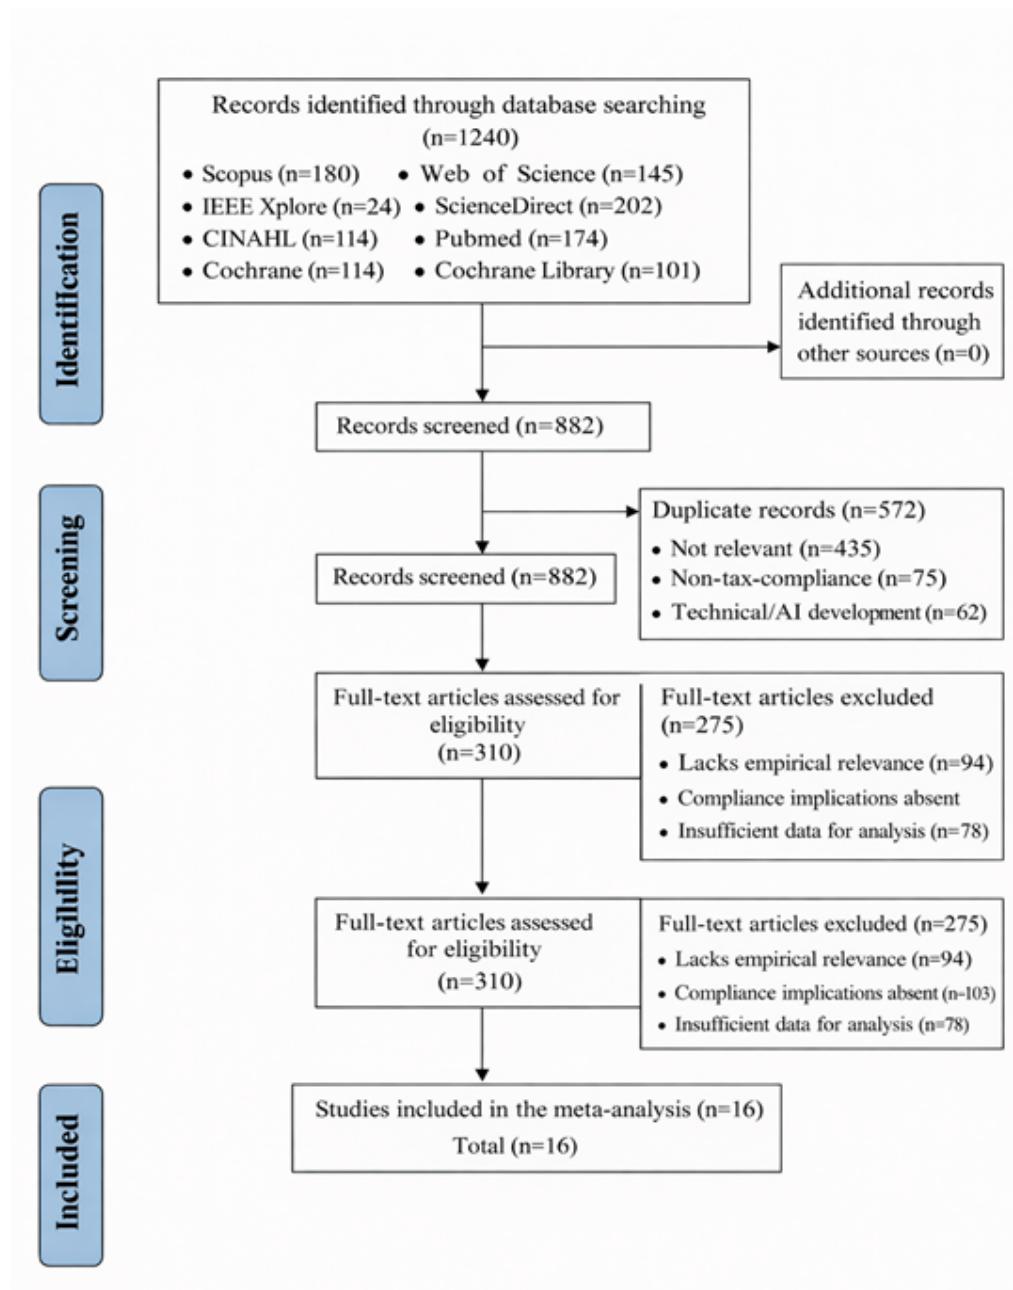 Records identified through database searching
(n=1240)
• Scopus (n=180) • Web of Science (n=145)
• IEEE Xplore (n=24) • ScienceDirect (n=202)
• CINAHL (n=114) • Pubmed (n=174)
• Cochrane (n=114) • Cochrane Library (n=101)
Identification
Additional records
identified through
other sources (n=0)
Records screened (n=882)
Screening
Duplicate records (n=572)
• Not relevant (n=435)
• Non-tax-compliance (n=75)
• Technical/AI development (n=62)
Records screened (n=882)
Full-text articles assessed for
eligibility
(n=310)
Full-text articles excluded
(n=275)
• Lacks empirical relevance (n=94)
• Compliance implications absent
• Insufficient data for analysis (n=78)
Eligilulity
Full-text articles assessed
for eligibility
(n=310)
Full-text articles excluded (n=275)
• Lacks empirical relevance (n=94)
• Compliance implications absent (n-103)
• Insufficient data for analysis (n=78)
Included
Studies included in the meta-analysis (n=16)
Total (n=16)